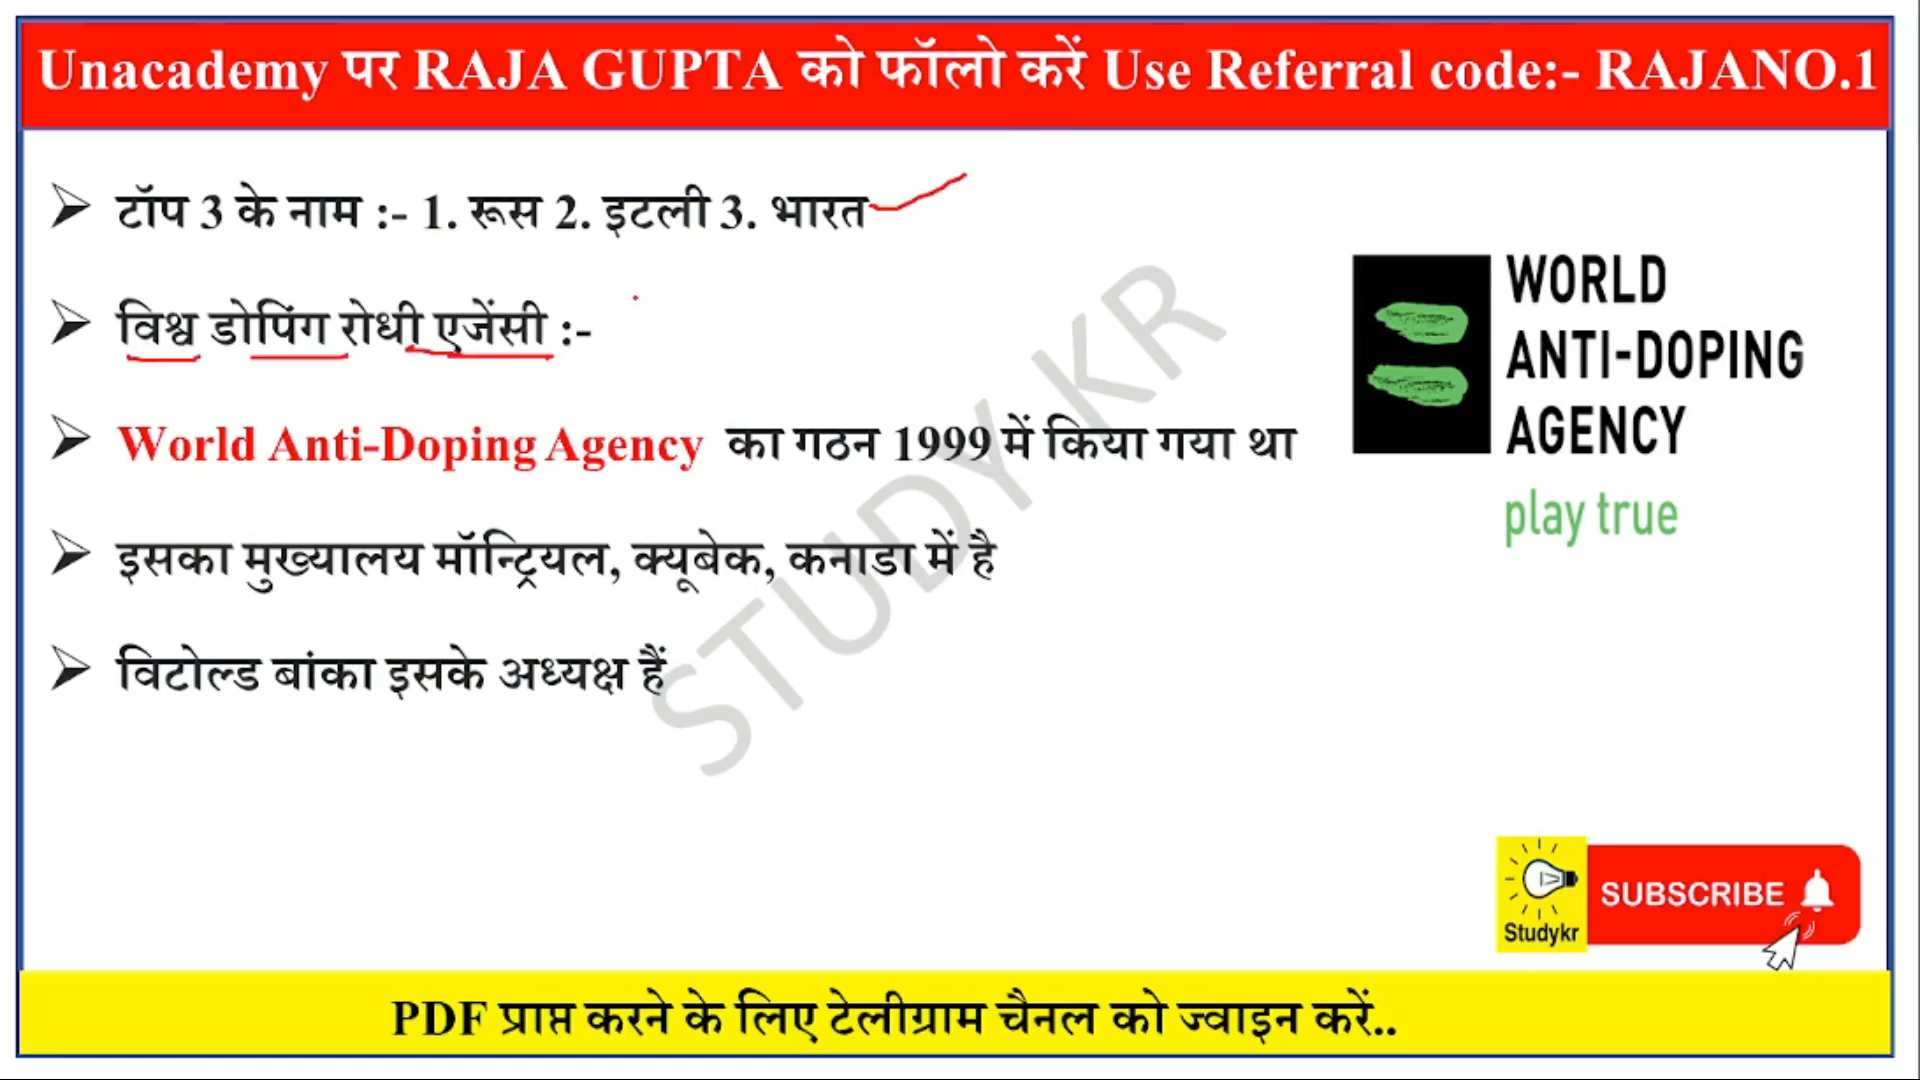 Unacademy पर RAJA GUPTA को फॉलो करें Use Referral code:- RAJANO.1
टॉप 3 के नाम :- 1. रूस 2. इटली 3. भारत
विश्व डोपिंग रोधी एजेंसी :-
World Anti-Doping Agency का गठन 1999 में किया गया था
इसका मुख्यालय मॉन्ट्रियल, क्यूबेक, कनाडा में है
विटोल्ड बांका इसके अध्यक्ष हैं
WORLD
ANTI-DOPING
AGENCY
play true
STUDY KR
Studykr
SUBSCRIBE
PDF प्राप्त करने के लिए टेलीग्राम चैनल को ज्वाइन करें..